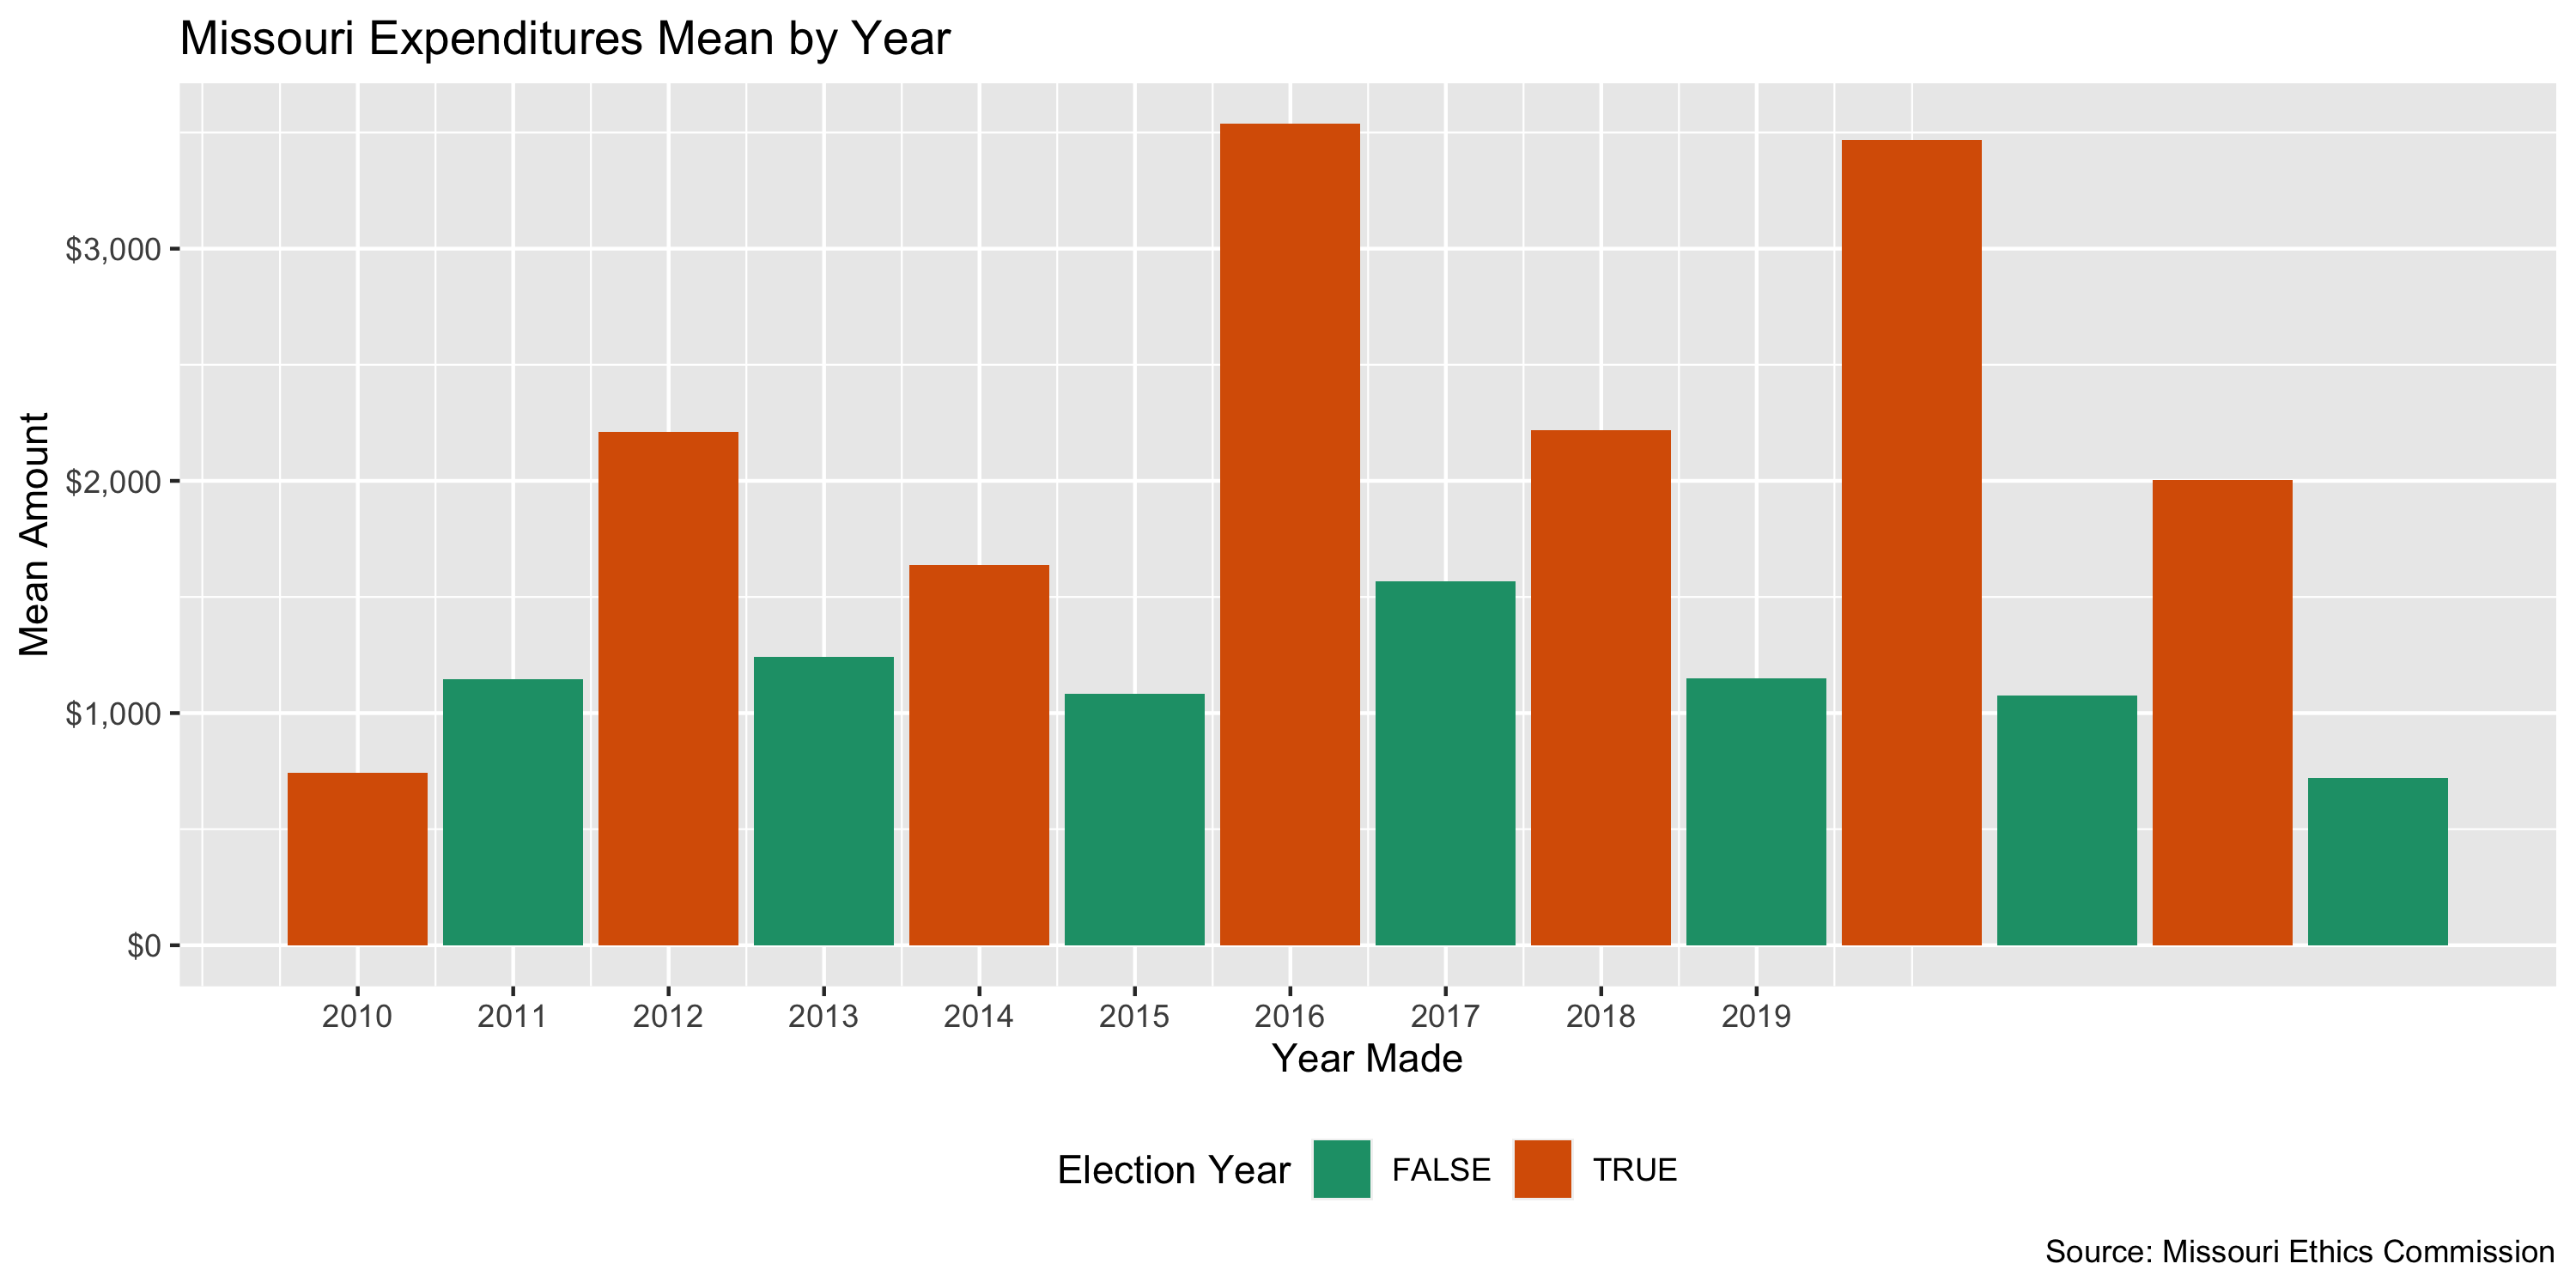 Missouri Expenditures Mean by Year
Mean Amount
$3,000
$2,000
$1,000
$0
2010 2011 2012 2013 2014 2015 2016 2017 2018 2019
Year Made
Election Year FALSE TRUE
Source: Missouri Ethics Commission